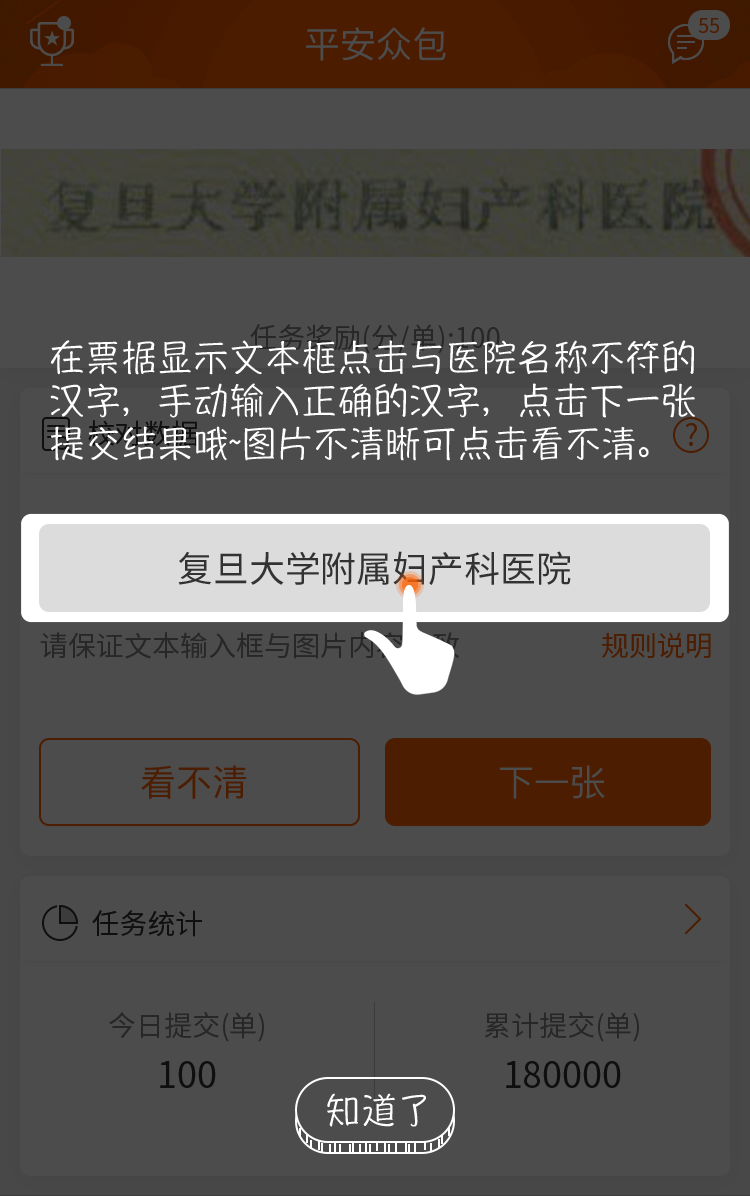 平安众包
55
复旦大学附属妇产科医院
任务奖励(分/单):100
在票据显示文本框点击与医院名称不符的
汉字，手动输入正确的汉字，点击下一张
提交结果哦~图片不清晰可点击看不清。
校对数据
?
复旦大学附属妇产科医院
请保证文本输入框与图片内容一致
规则说明
看不清
下一张
任务统计
今日提交(单)
累计提交(单)
100
180000
知道了